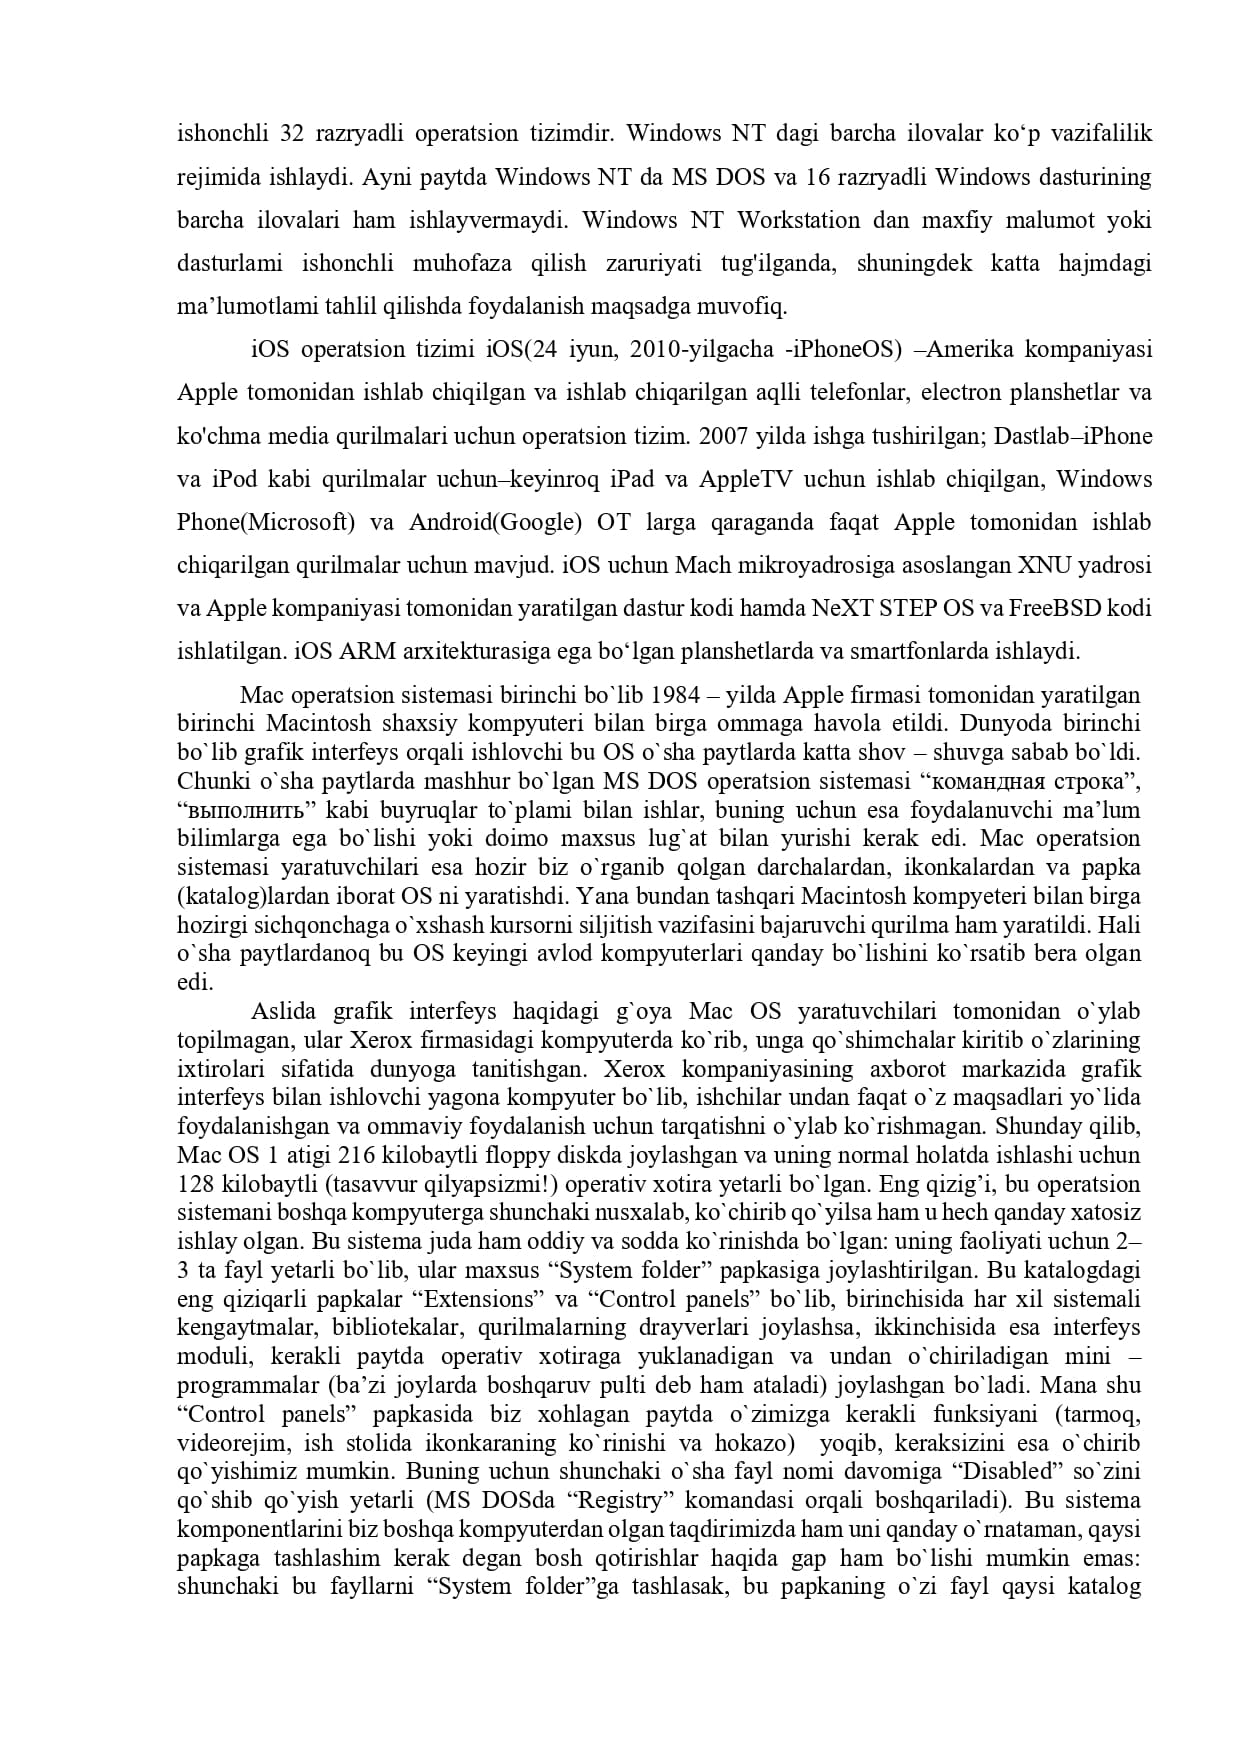 ishonchli 32 razryadli operatsion tizimdir. Windows NT dagi barcha ilovalar ko‘p vazifalilik
rejimida ishlaydi. Ayni paytda Windows NT da MS DOS va 16 razryadli Windows dasturining
barcha ilovalari ham ishlayvermaydi. Windows NT Workstation dan maxfiy malumot yoki
dasturlami ishonchli muhofaza qilish zaruriyati tug'ilganda, shuningdek katta hajmdagi
ma’lumotlami tahlil qilishda foydalanish maqsadga muvofiq.
iOS operatsion tizimi iOS(24 iyun, 2010-yilgacha -iPhoneOS) –Amerika kompaniyasi
Apple tomonidan ishlab chiqilgan va ishlab chiqarilgan aqlli telefonlar, electron planshetlar va
ko'chma media qurilmalari uchun operatsion tizim. 2007 yilda ishga tushirilgan; Dastlab–iPhone
va iPod kabi qurilmalar uchun–keyinroq iPad va AppleTV uchun ishlab chiqilgan, Windows
Phone(Microsoft) va Android(Google) OT larga qaraganda faqat Apple tomonidan ishlab
chiqarilgan qurilmalar uchun mavjud. iOS uchun Mach mikroyadrosiga asoslangan XNU yadrosi
va Apple kompaniyasi tomonidan yaratilgan dastur kodi hamda NeXT STEP OS va FreeBSD kodi
ishlatilgan. iOS ARM arxitekturasiga ega bo‘lgan planshetlarda va smartfonlarda ishlaydi.
Mac operatsion sistemasi birinchi bo`lib 1984 – yilda Apple firmasi tomonidan yaratilgan
birinchi Macintosh shaxsiy kompyuteri bilan birga ommaga havola etildi. Dunyoda birinchi
bo`lib grafik interfeys orqali ishlovchi bu OS o`sha paytlarda katta shov – shuvga sabab bo`ldi.
Chunki o`sha paytlarda mashhur bo`lgan MS DOS operatsion sistemasi “командная строка”,
“выполнить” kabi buyruqlar to`plami bilan ishlar, buning uchun esa foydalanuvchi ma’lum
bilimlarga ega bo`lishi yoki doimo maxsus lug`at bilan yurishi kerak edi. Mac operatsion
sistemasi yaratuvchilari esa hozir biz o`rganib qolgan darchalardan, ikonkalardan va papka
(katalog)lardan iborat OS ni yaratishdi. Yana bundan tashqari Macintosh kompyeteri bilan birga
hozirgi sichqonchaga o`xshash kursorni siljitish vazifasini bajaruvchi qurilma ham yaratildi. Hali
o`sha paytlardanoq bu OS keyingi avlod kompyuterlari qanday bo`lishini ko`rsatib bera olgan
edi.
Aslida grafik interfeys haqidagi g`oya Mac OS yaratuvchilari tomonidan o`ylab
topilmagan, ular Xerox firmasidagi kompyuterda ko`rib, unga qo`shimchalar kiritib o`zlarining
ixtirolari sifatida dunyoga tanitishgan. Xerox kompaniyasining axborot markazida grafik
interfeys bilan ishlovchi yagona kompyuter bo`lib, ishchilar undan faqat o`z maqsadlari yo`lida
foydalanishgan va ommaviy foydalanish uchun tarqatishni o`ylab ko`rishmagan. Shunday qilib,
Mac OS 1 atigi 216 kilobaytli floppy diskda joylashgan va uning normal holatda ishlashi uchun
128 kilobaytli (tasavvur qilyapsizmi!) operativ xotira yetarli bo`lgan. Eng qizig’i, bu operatsion
sistemani boshqa kompyuterga shunchaki nusxalab, ko`chirib qo`yilsa ham u hech qanday xatosiz
ishlay olgan. Bu sistema juda ham oddiy va sodda ko`rinishda bo`lgan: uning faoliyati uchun 2–
3 ta fayl yetarli bo`lib, ular maxsus “System folder” papkasiga joylashtirilgan. Bu katalogdagi
eng qiziqarli papkalar “Extensions” va “Control panels” bo`lib, birinchisida har xil sistemali
kengaytmalar, bibliotekalar, qurilmalarning drayverlari joylashsa, ikkinchisida esa interfeys
moduli, kerakli paytda operativ xotiraga yuklanadigan va undan o`chiriladigan mini –
programmalar (ba’zi joylarda boshqaruv pulti deb ham ataladi) joylashgan bo`ladi. Mana shu
“Control panels” papkasida biz xohlagan paytda o`zimizga kerakli funksiyani (tarmoq,
videorejim, ish stolida ikonkaraning ko`rinishi va hokazo) yoqib, keraksizini esa o`chirib
qo`yishimiz mumkin. Buning uchun shunchaki o`sha fayl nomi davomiga “Disabled” so`zini
qo`shib qo`yish yetarli (MS DOSda “Registry” komandasi orqali boshqariladi). Bu sistema
komponentlarini biz boshqa kompyuterdan olgan taqdirimizda ham uni qanday o`rnataman, qaysi
papkaga tashlashim kerak degan bosh qotirishlar haqida gap ham bo`lishi mumkin emas:
shunchaki bu fayllarni “System folder”ga tashlasak, bu papkaning o`zi fayl qaysi katalog